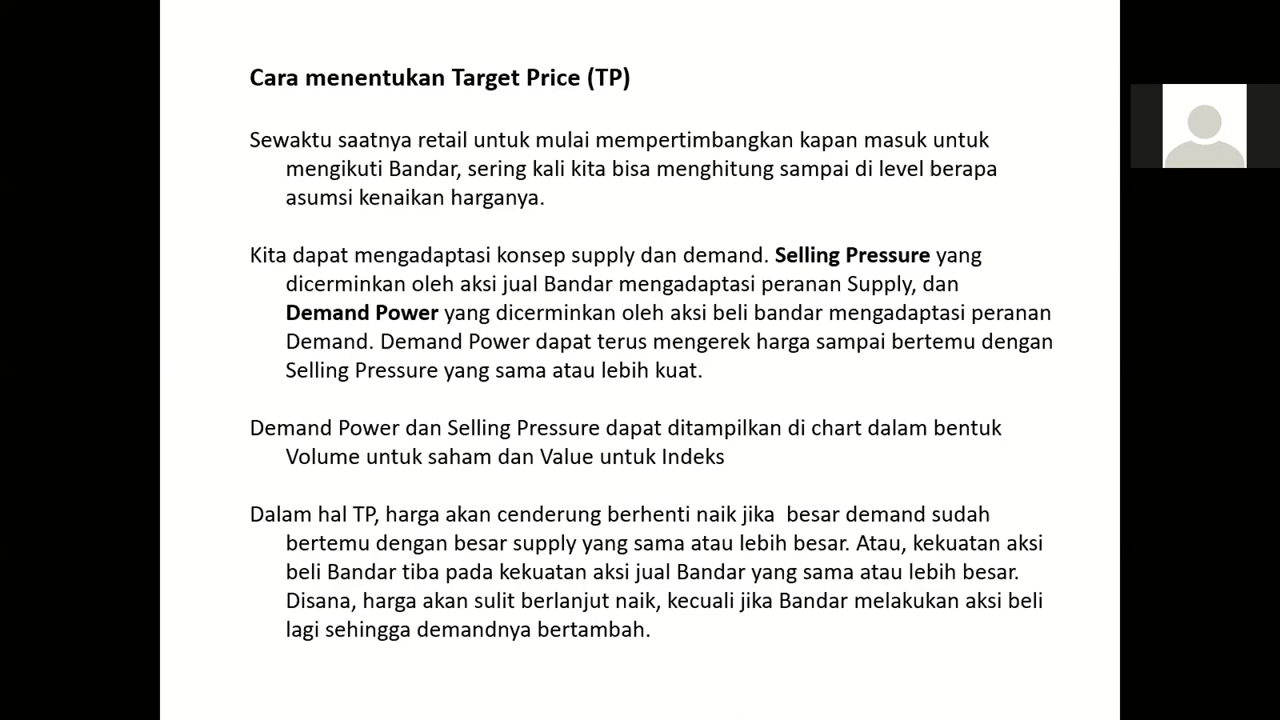 Cara menentukan Target Price (TP)
Sewaktu saatnya retail untuk mulai mempertimbangkan kapan masuk untuk
mengikuti Bandar, sering kali kita bisa menghitung sampai di level berapa
asumsi kenaikan harganya.
Kita dapat mengadaptasi konsep supply dan demand. Selling Pressure yang
dicerminkan oleh aksi jual Bandar mengadaptasi peranan Supply, dan
Demand Power yang dicerminkan oleh aksi beli bandar mengadaptasi peranan
Demand. Demand Power dapat terus mengerek harga sampai bertemu dengan
Selling Pressure yang sama atau lebih kuat.
Demand Power dan Selling Pressure dapat ditampilkan di chart dalam bentuk
Volume untuk saham dan Value untuk Indeks
Dalam hal TP, harga akan cenderung berhenti naik jika  besar demand sudah
bertemu dengan besar supply yang sama atau lebih besar. Atau, kekuatan aksi
beli Bandar tiba pada kekuatan aksi jual Bandar yang sama atau lebih besar.
Disana, harga akan sulit berlanjut naik, kecuali jika Bandar melakukan aksi beli
lagi sehingga demandnya bertambah.